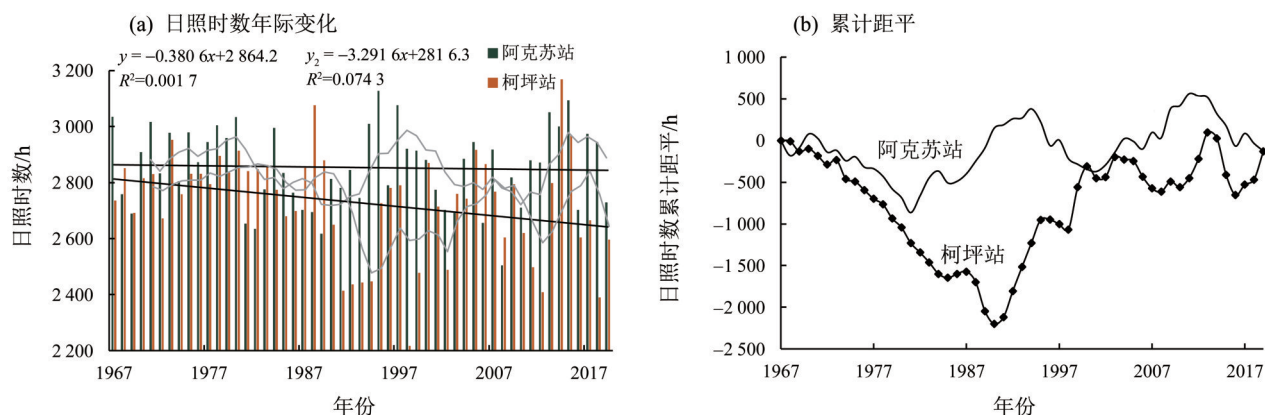 (a) 日照时数年际变化
y = –0.380 6x+2 864.2
R²=0.001 7
y₂ = –3.291 6x+281 6.3
R²=0.074 3
阿克苏站
柯坪站
3 200
3 000
2 800
2 600
2 400
2 200
日照时数/h
1967 1977 1987 1997 2007 2017
年份
(b) 累计距平
1 000
500
0
–500
–1 000
–1 500
–2 000
–2 500
日照时数累计距平/h
阿克苏站
柯坪站
1967 1977 1987 1997 2007 2017
年份